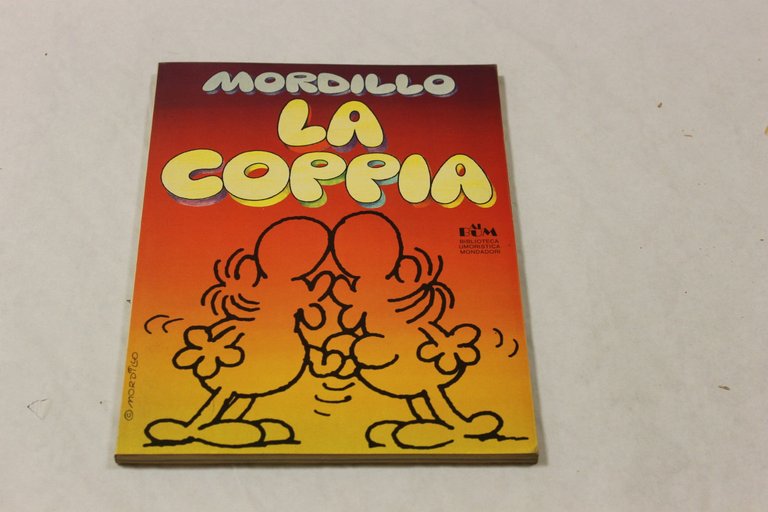 MORDILLO
LA
COPPIA
AL
BUM
BIBLIOTECA
UMORISTICA
MONDADORI
© MORDILLO